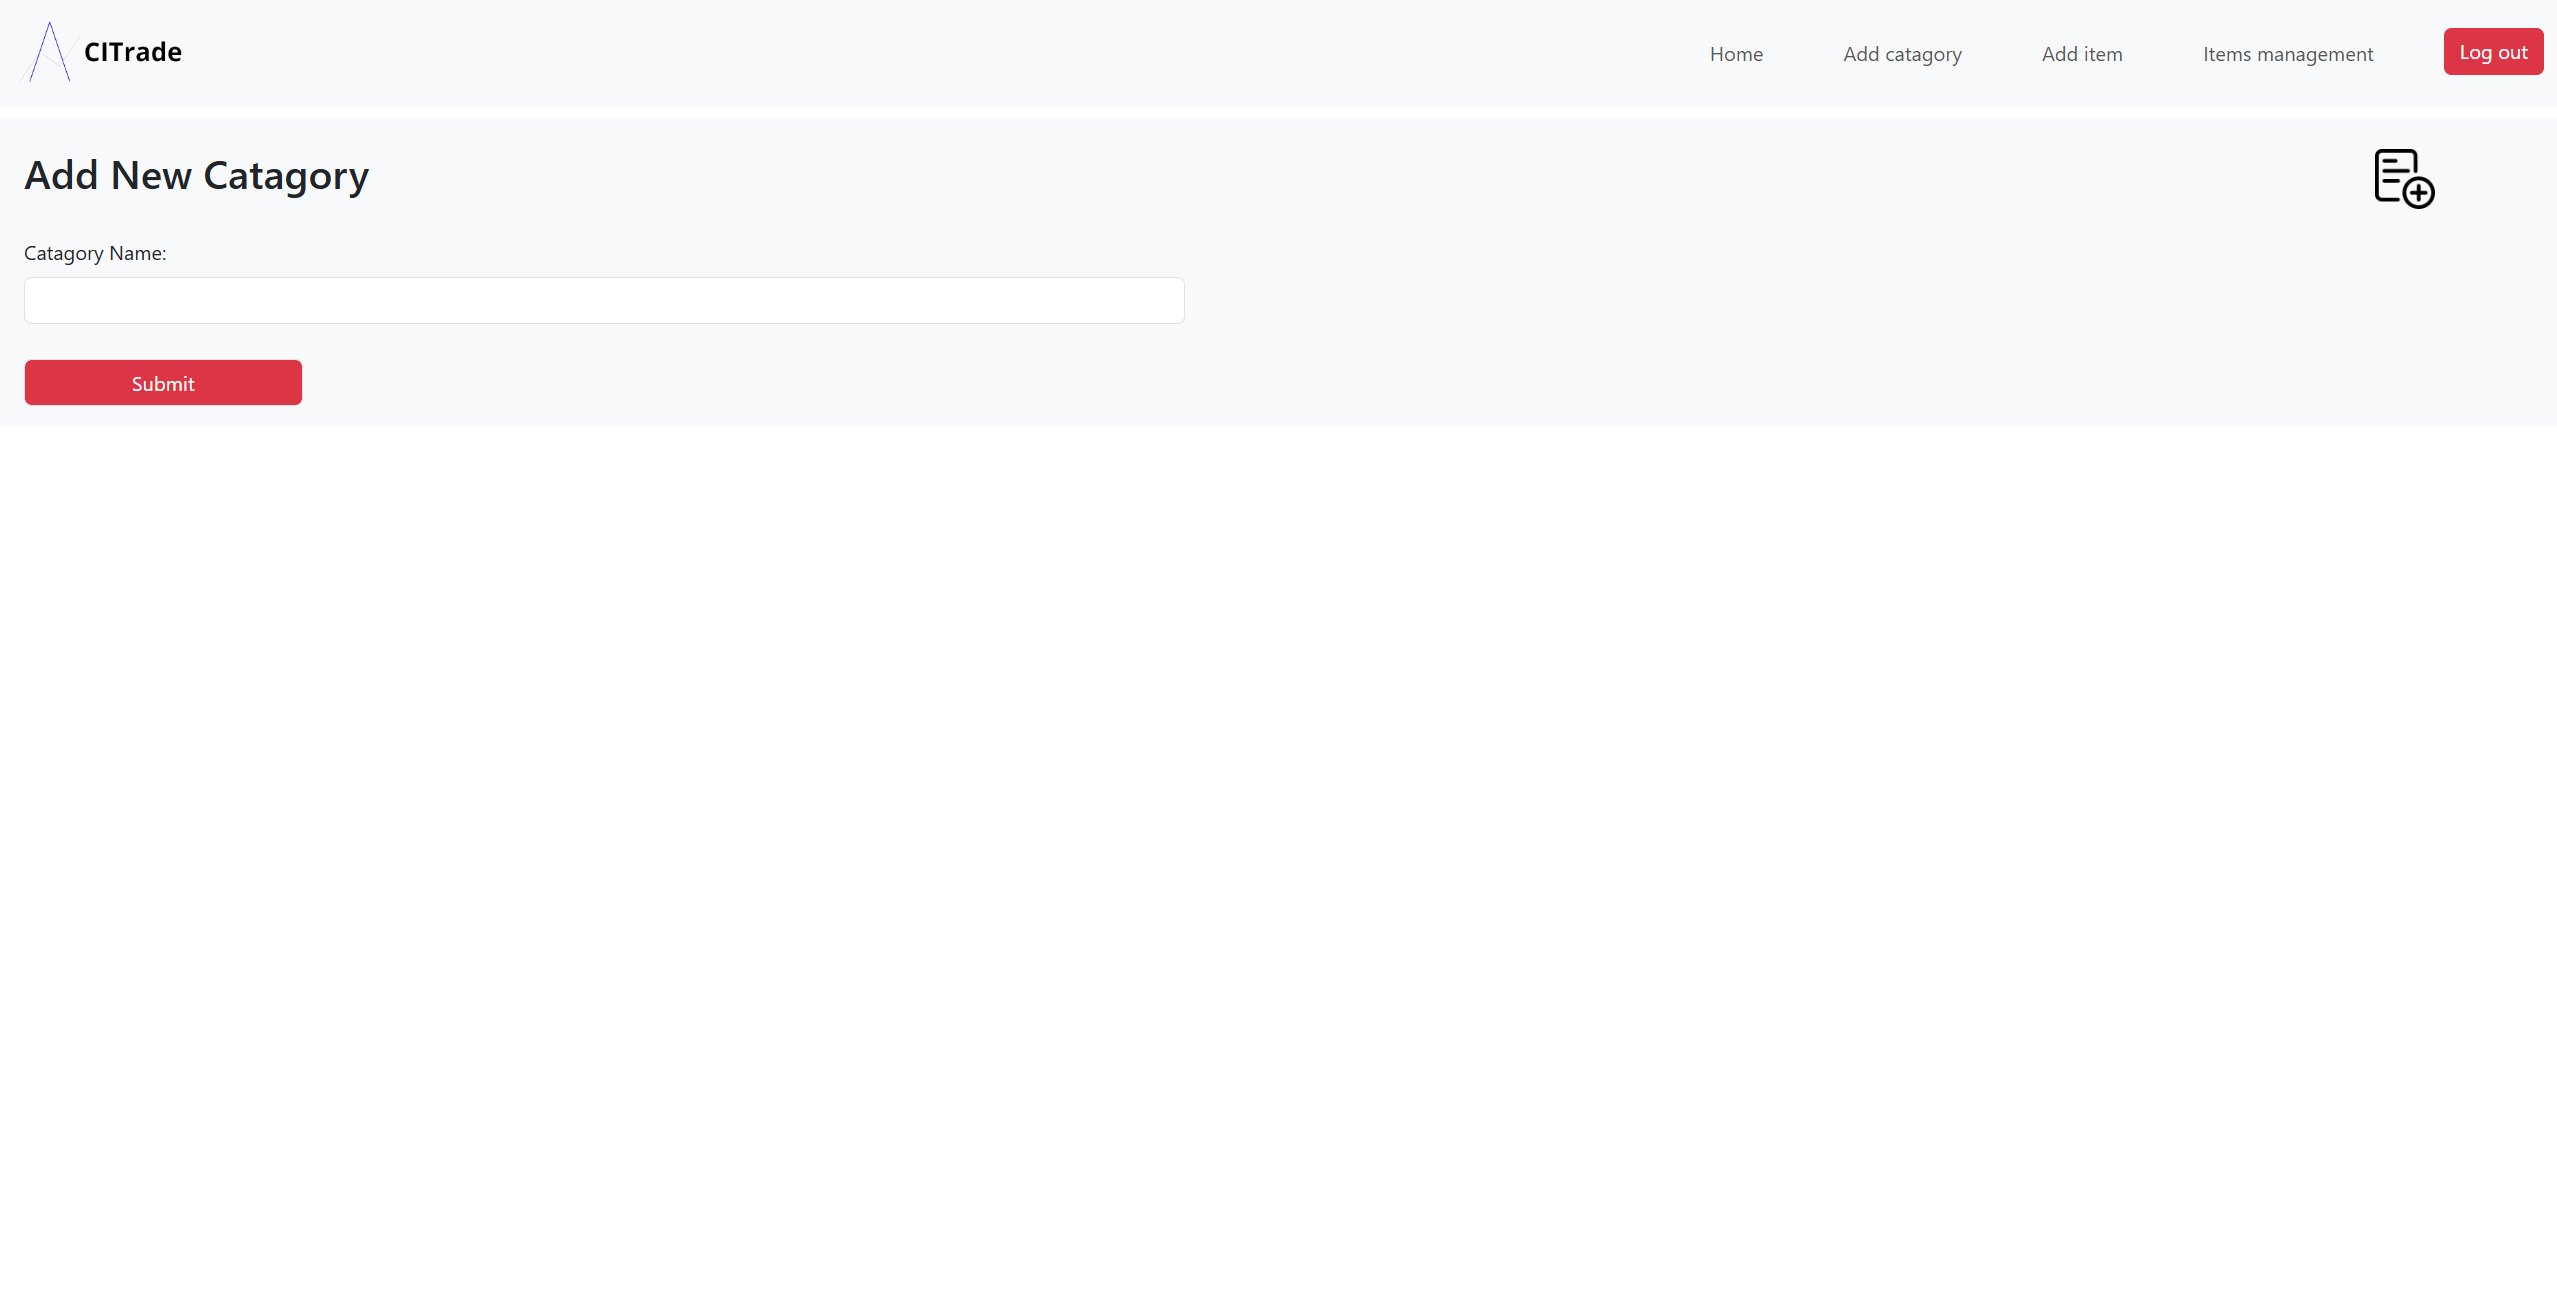 CITrade
Home
Add catagory
Add item
Items management
Log out
Add New Catagory
Catagory Name:
Submit